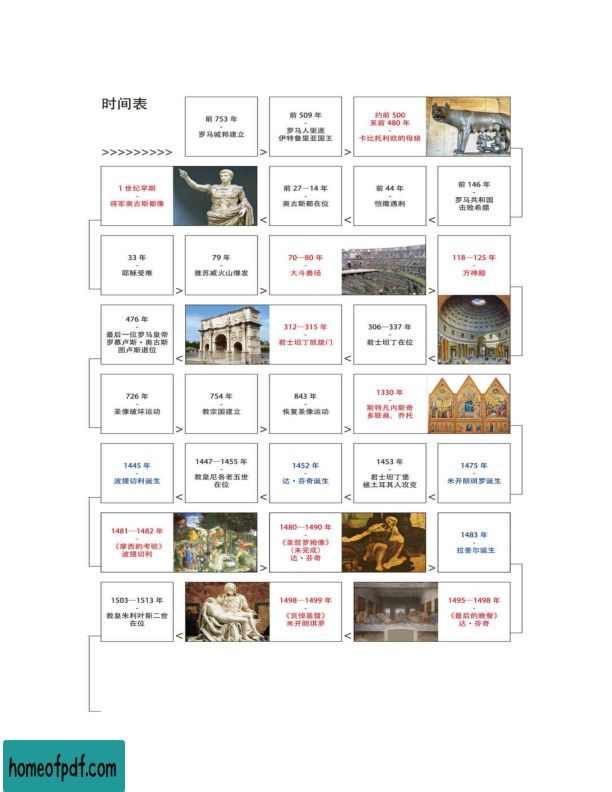 时间表
>>>>>>>>>
前 753 年
-
罗马城邦建立
>
前 509 年
-
罗马人驱逐
伊特鲁里亚国王
>
约前 500
至前 480 年
-
卡比托利欧的母狼
1 世纪早期
-
将军奥古斯都像
<
前 27—14 年
-
奥古斯都在位
<
前 44 年
-
恺撒遇刺
<
前 146 年
-
罗马共和国
击败希腊
33 年
-
耶稣受难
>
79 年
-
维苏威火山爆发
>
70—80 年
-
大斗兽场
>
118—125 年
-
万神殿
476 年
-
最后一位罗马皇帝
罗慕卢斯·奥古斯
图卢斯退位
<
312—315 年
-
君士坦丁凯旋门
<
306—337 年
-
君士坦丁在位
<
726 年
-
圣像破坏运动
>
754 年
-
教宗国建立
>
843 年
-
恢复圣像运动
>
1330 年
-
斯特凡内斯奇
多联画，乔托
1445 年
-
波提切利诞生
<
1447—1455 年
-
教皇尼各老五世
在位
<
1452 年
-
达·芬奇诞生
<
1453 年
-
君士坦丁堡
被土耳其人攻克
<
1475 年
-
米开朗琪罗诞生
1481—1482 年
-
《摩西的考验》
波提切利
>
1480—1490 年
-
《圣哲罗姆像》
(未完成)
达·芬奇
>
1483 年
-
拉斐尔诞生
1503—1513 年
-
教皇朱利叶斯二世
在位
<
1498—1499 年
-
《哀悼基督》
米开朗琪罗
<
1495—1498 年
-
《最后的晚餐》
达·芬奇
homeofpdf.com